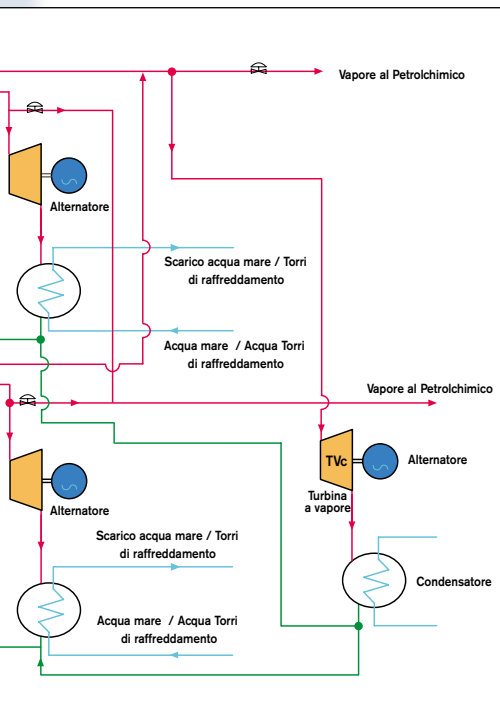 Vapore al Petrolchimico
Alternatore
Scarico acqua mare / Torri
di raffreddamento
Acqua mare / Acqua Torri
di raffreddamento
Vapore al Petrolchimico
TVc
Alternatore
Turbina
a vapore
Alternatore
Scarico acqua mare / Torri
di raffreddamento
Condensatore
Acqua mare / Acqua Torri
di raffreddamento